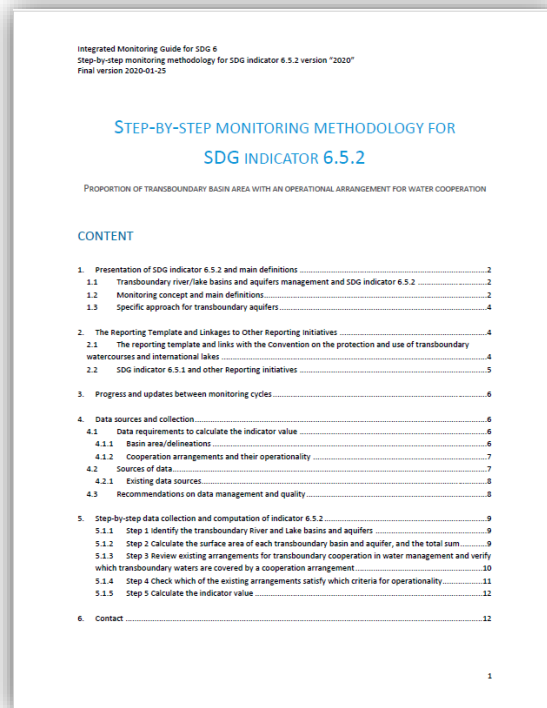 Integrated Monitoring Guide for SDG 6
Step-by-step monitoring methodology for SDG indicator 6.5.2 version "2020"
Final version 2020-01-25
STEP-BY-STEP MONITORING METHODOLOGY FOR
SDG INDICATOR 6.5.2
PROPORTION OF TRANSBOUNDARY BASIN AREA WITH AN OPERATIONAL ARRANGEMENT FOR WATER COOPERATION
CONTENT
1. Presentation of SDG indicator 6.5.2 and main definitions ........ 2
1.1 Transboundary river/lake basins and aquifers management and SDG indicator 6.5.2 ........ 2
1.2 Monitoring concept and main definitions ........ 2
1.3 Specific approach for transboundary aquifers ........ 4
2. The Reporting Template and Linkages to Other Reporting Initiatives ........ 4
2.1 The reporting template and links with the Convention on the protection and use of transboundary
watercourses and international lakes ........ 4
2.2 SDG indicator 6.5.1 and other Reporting initiatives ........ 5
3. Progress and updates between monitoring cycles ........ 6
4. Data sources and collection ........ 6
4.1 Data requirements to calculate the indicator value ........ 6
4.1.1 Basin area/delineations ........ 6
4.1.2 Cooperation arrangements and their operationality ........ 7
4.2 Sources of data ........ 7
4.2.1 Existing data sources ........ 8
4.3 Recommendations on data management and quality ........ 8
5. Step-by-step data collection and computation of indicator 6.5.2 ........ 9
5.1.1 Step 1 Identify the transboundary River and Lake basins and aquifers ........ 9
5.1.2 Step 2 Calculate the surface area of each transboundary basin and aquifer, and the total sum ........ 9
5.1.3 Step 3 Review existing arrangements for transboundary cooperation in water management and verify
which transboundary waters are covered by a cooperation arrangement ........ 10
5.1.4 Step 4 Check which of the existing arrangements satisfy which criteria for operationality ........ 11
5.1.5 Step 5 Calculate the indicator value ........ 12
6. Contact ........ 12
1